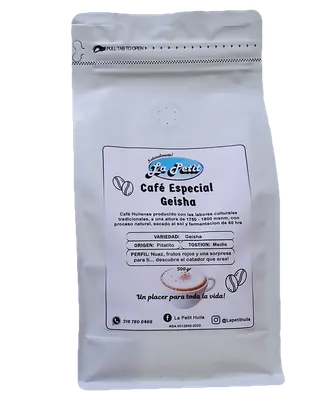 PULL TAB TO OPEN
La Petit
Café Especial
Geisha
Café Huilense producido con las labores culturales
tradicionales, a una altura de 1750 - 1800 msnm, con
proceso natural, secado al sol y fermentacion de 60 hrs
VARIEDAD: Geisha
ORIGEN: Pitalito TOSTION: Media
PERFIL: Nuez, frutos rojos y una sorpresa
para ti... descubre el catador que eres!
500 gr
Un placer para toda la vida!
316 780 0466 La Petit Huila @Lapetithuila